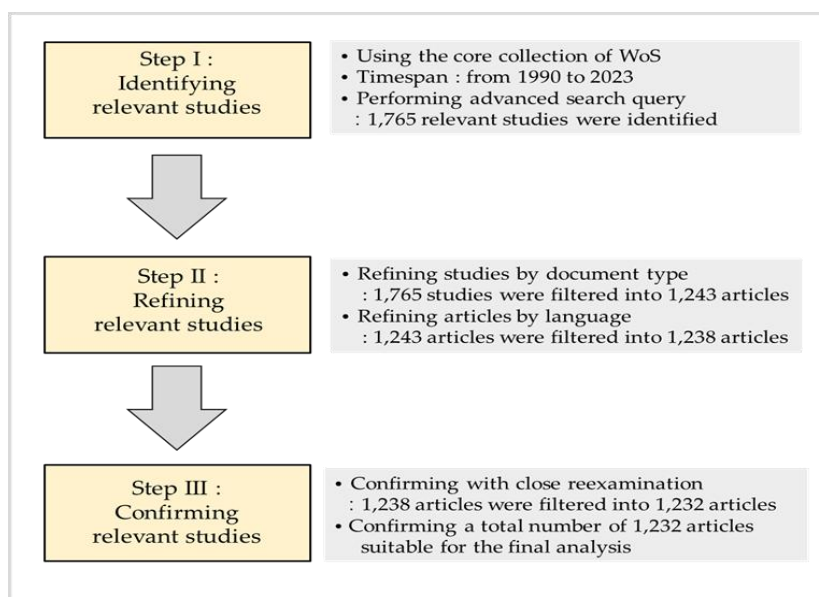 Step I :
Identifying
relevant studies
• Using the core collection of WoS
• Timespan : from 1990 to 2023
• Performing advanced search query
: 1,765 relevant studies were identified
Step II :
Refining
relevant studies
• Refining studies by document type
: 1,765 studies were filtered into 1,243 articles
• Refining articles by language
: 1,243 articles were filtered into 1,238 articles
Step III :
Confirming
relevant studies
• Confirming with close reexamination
: 1,238 articles were filtered into 1,232 articles
• Confirming a total number of 1,232 articles
suitable for the final analysis